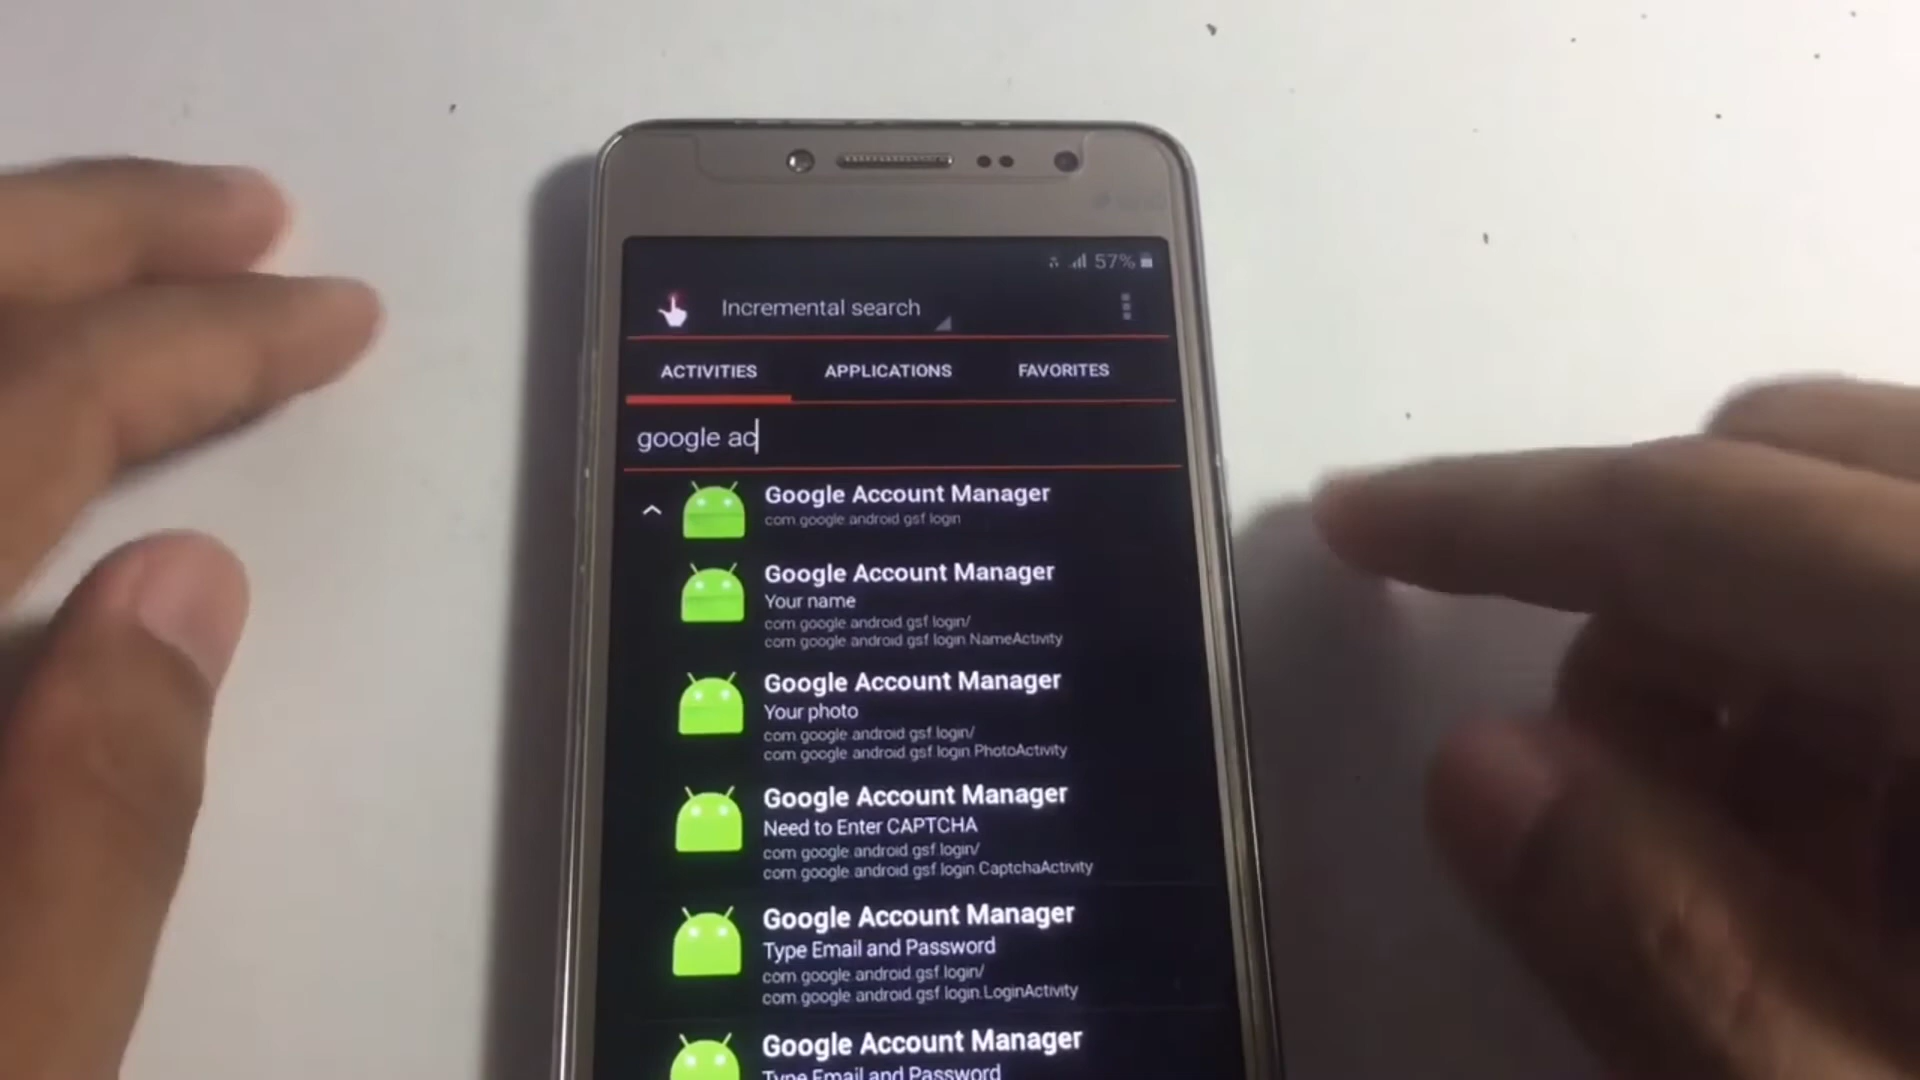 57%
Incremental search
ACTIVITIES APPLICATIONS FAVORITES
google ac
Google Account Manager
com.google.android.gsf.login
Google Account Manager
Your name
com.google.android.gsf.login/
com.google.android.gsf.login.NameActivity
Google Account Manager
Your photo
com.google.android.gsf.login/
com.google.android.gsf.login.PhotoActivity
Google Account Manager
Need to Enter CAPTCHA
com.google.android.gsf.login/
com.google.android.gsf.login.CaptchaActivity
Google Account Manager
Type Email and Password
com.google.android.gsf.login/
com.google.android.gsf.login.LoginActivity
Google Account Manager
Type Email and Password